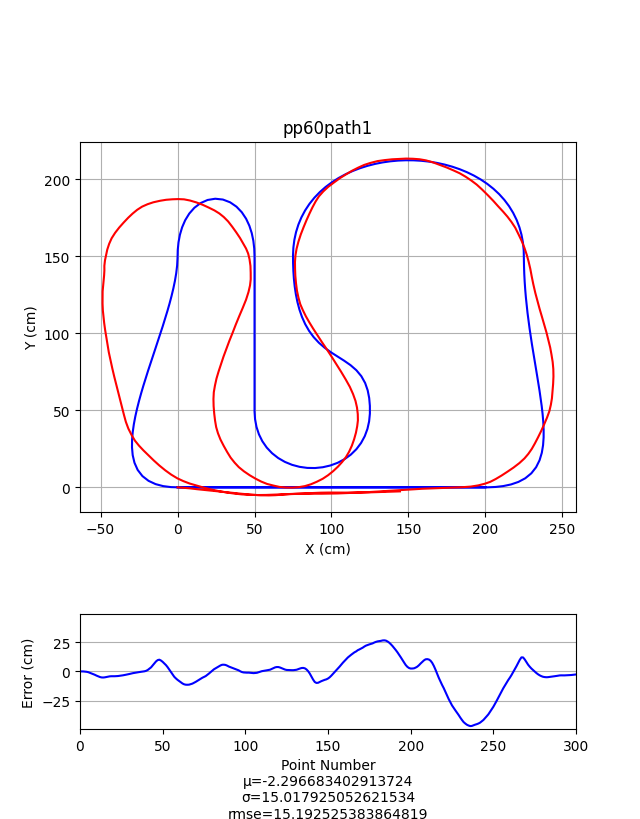 pp60path1
200
150
100
50
0
Y (cm)
−50 0 50 100 150 200 250
X (cm)
25
0
−25
Error (cm)
0 50 100 150 200 250 300
Point Number
μ=-2.296683402913724
σ=15.017925052621534
rmse=15.192525383864819